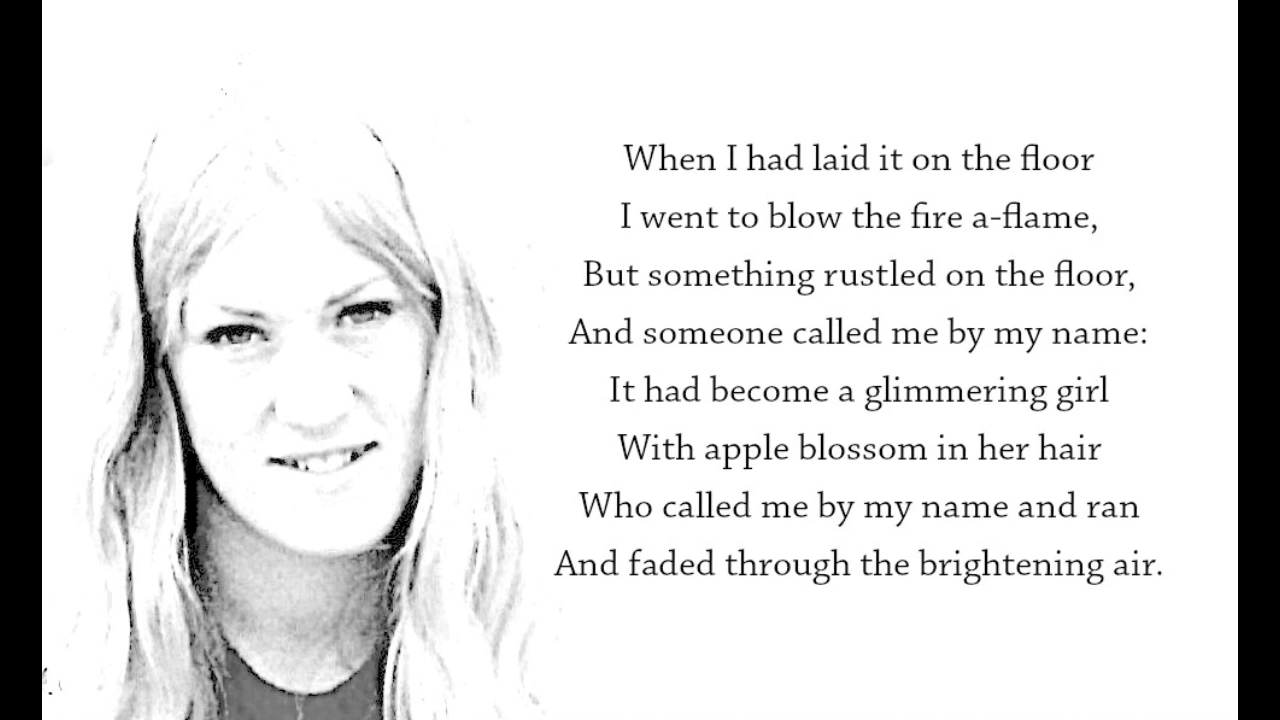 When I had laid it on the floor
I went to blow the fire a-flame,
But something rustled on the floor,
And someone called me by my name:
It had become a glimmering girl
With apple blossom in her hair
Who called me by my name and ran
And faded through the brightening air.